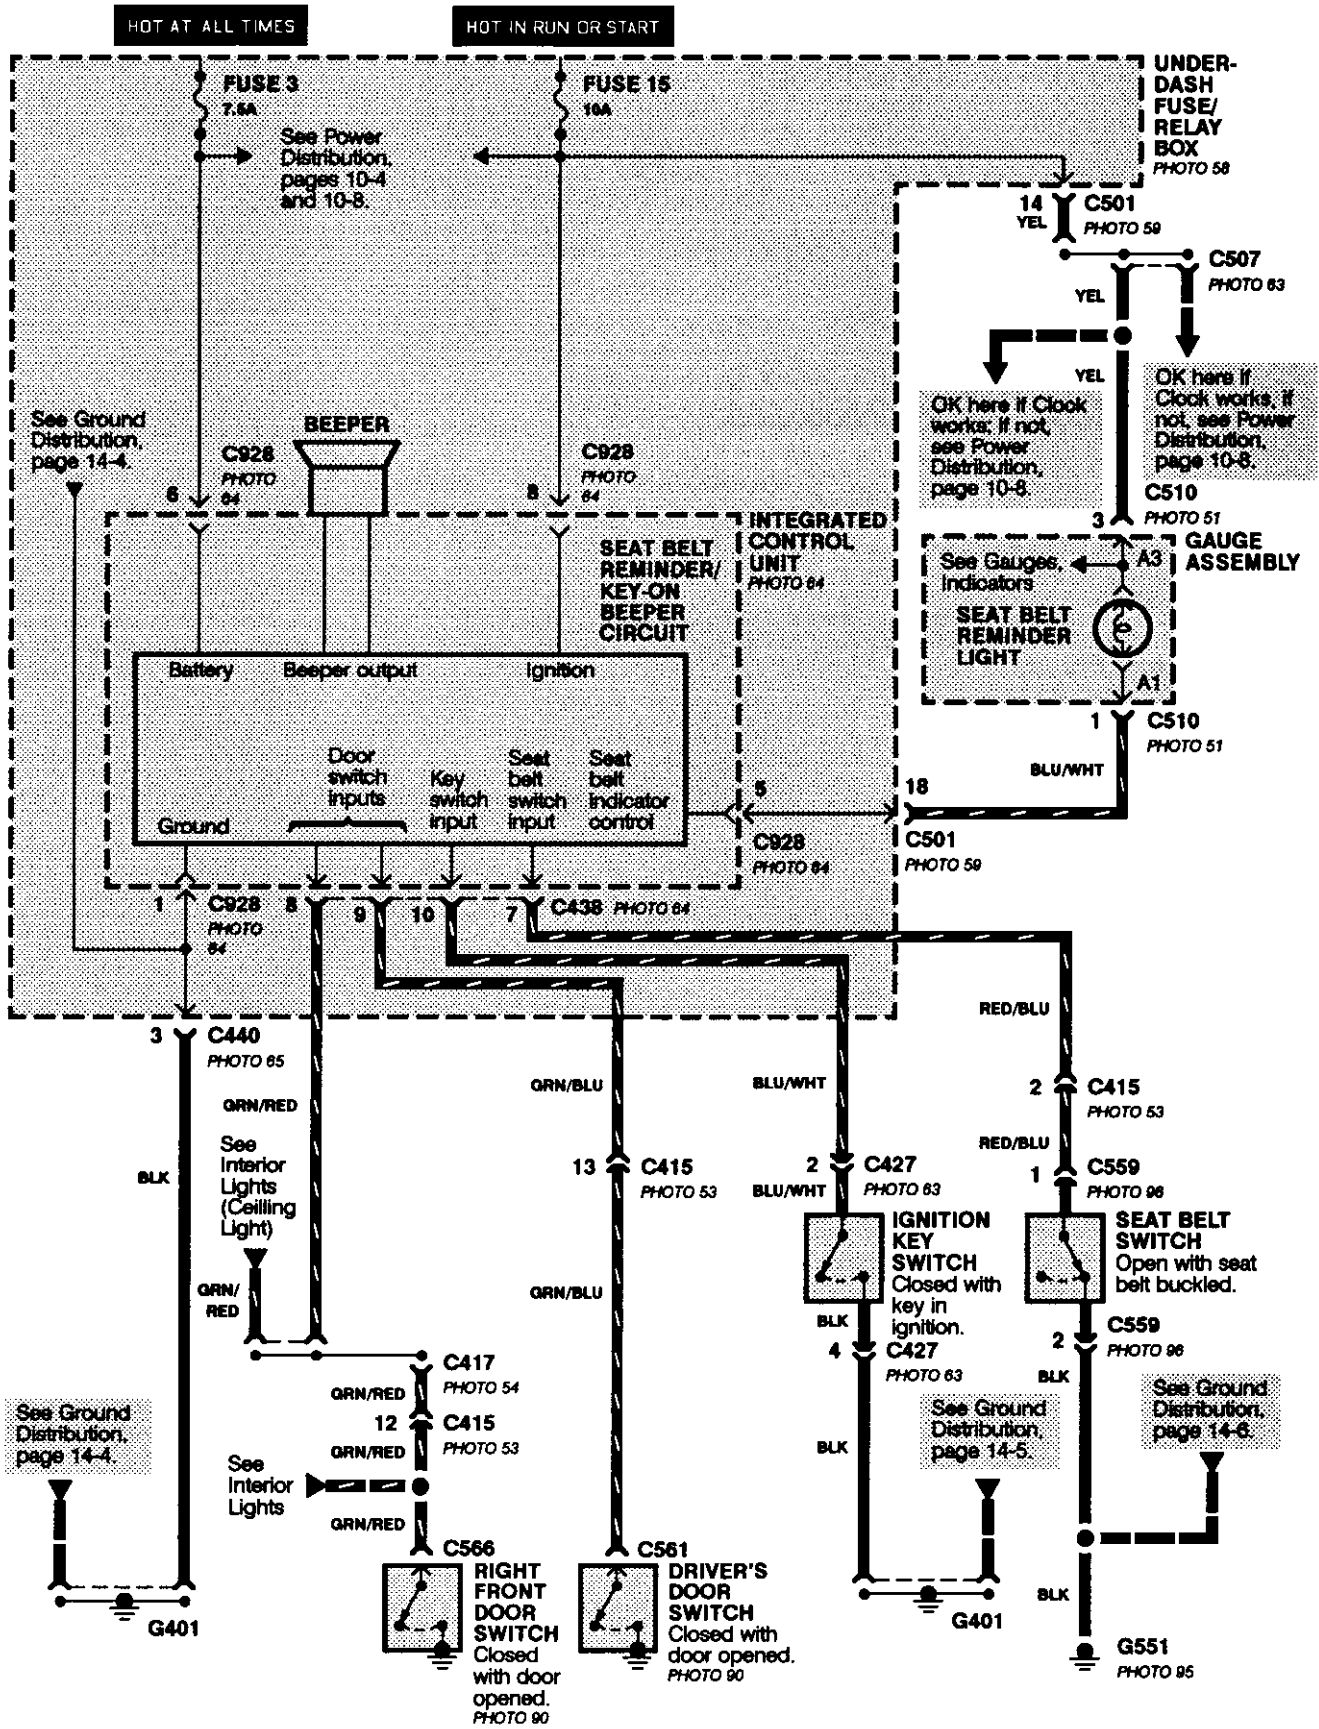 HOT AT ALL TIMES
HOT IN RUN OR START
FUSE 3
7.5A
See Power
Distribution,
pages 10-4
and 10-8.
FUSE 15
10A
UNDER-
DASH
FUSE/
RELAY
BOX
PHOTO 58
14
YEL
C501
PHOTO 59
C507
PHOTO 63
YEL
YEL
OK here if Clock
works; if not,
see Power
Distribution,
page 10-8.
OK here if
Clock works, if
not, see Power
Distribution,
page 10-8.
See Ground
Distribution,
page 14-4.
BEEPER
6
C928
PHOTO
64
8
C928
PHOTO
64
3
C510
PHOTO 51
GAUGE
ASSEMBLY
See Gauges,
Indicators
A3
SEAT BELT
REMINDER
LIGHT
A1
1
C510
PHOTO 51
BLU/WHT
INTEGRATED
CONTROL
UNIT
PHOTO 64
SEAT BELT
REMINDER/
KEY-ON
BEEPER
CIRCUIT
Battery
Beeper output
Ignition
Ground
Door
switch
inputs
Key
switch
input
Seat
belt
switch
input
Seat
belt
indicator
control
5
C928
PHOTO 64
18
C501
PHOTO 59
1
C928
PHOTO
64
8
9
10
7
C438
PHOTO 64
3
C440
PHOTO 65
BLK
GRN/RED
See
Interior
Lights
(Ceilling
Light)
GRN/
RED
GRN/BLU
13
C415
PHOTO 53
GRN/BLU
BLU/WHT
2
C427
PHOTO 63
BLU/WHT
RED/BLU
2
C415
PHOTO 53
RED/BLU
1
C559
PHOTO 96
IGNITION
KEY
SWITCH
Closed with
key in
ignition.
BLK
4
C427
PHOTO 63
BLK
SEAT BELT
SWITCH
Open with seat
belt buckled.
2
C559
PHOTO 96
BLK
C417
PHOTO 54
GRN/RED
12
C415
PHOTO 53
GRN/RED
See
Interior
Lights
GRN/RED
C566
RIGHT
FRONT
DOOR
SWITCH
Closed
with door
opened.
PHOTO 90
C561
DRIVER'S
DOOR
SWITCH
Closed with
door opened.
PHOTO 90
See Ground
Distribution,
page 14-4.
G401
See Ground
Distribution,
page 14-5.
G401
See Ground
Distribution,
page 14-6.
BLK
G551
PHOTO 95